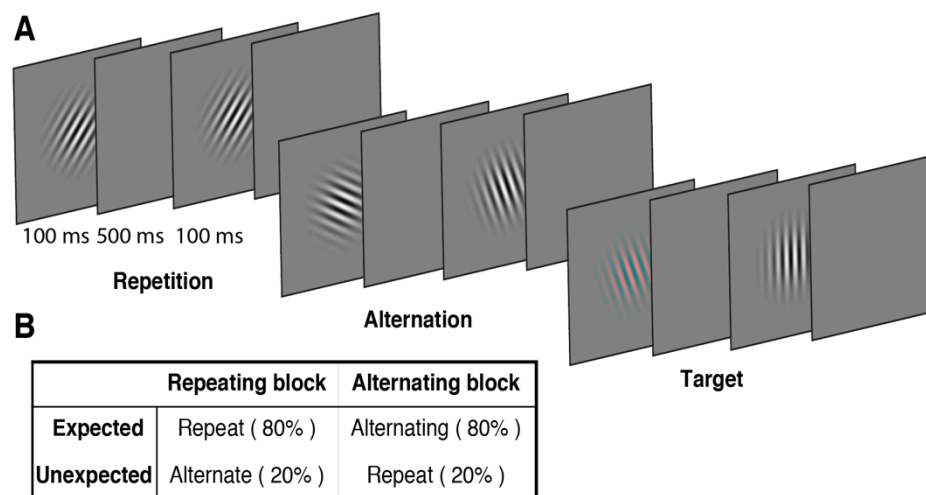 A
100 ms 500 ms 100 ms
Repetition
Alternation
Target
B
Repeating block Alternating block
Expected Repeat ( 80% ) Alternating ( 80% )
Unexpected Alternate ( 20% ) Repeat ( 20% )